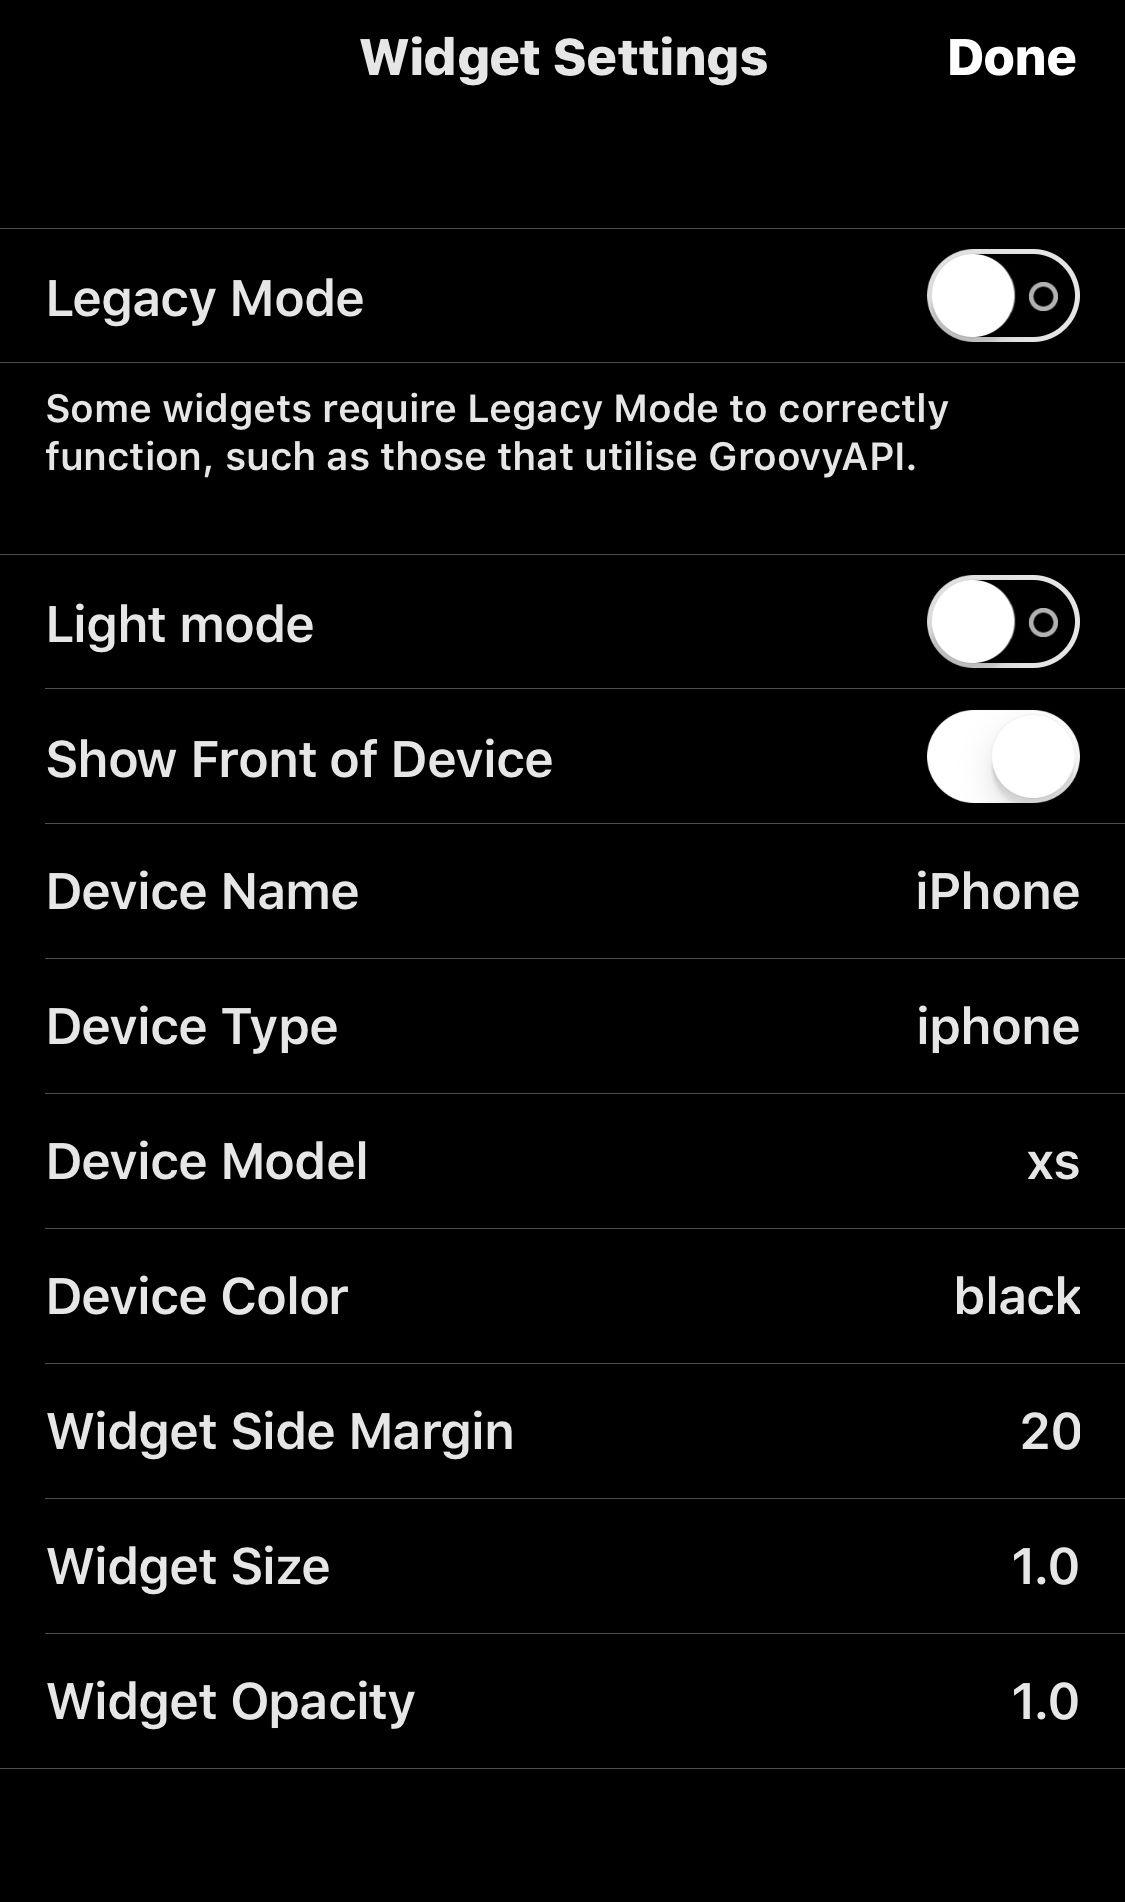 Widget Settings Done
Legacy Mode
Some widgets require Legacy Mode to correctly
function, such as those that utilise GroovyAPI.
Light mode
Show Front of Device
Device Name iPhone
Device Type iphone
Device Model xs
Device Color black
Widget Side Margin 20
Widget Size 1.0
Widget Opacity 1.0